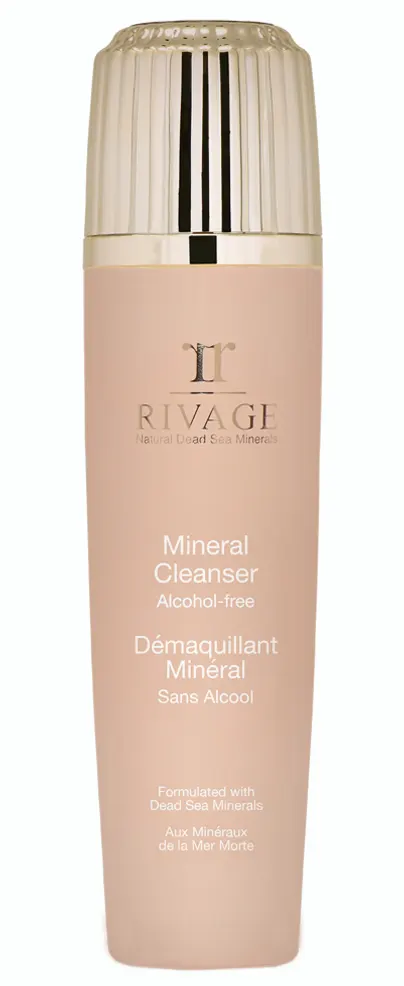 rr
RIVAGE
Natural Dead Sea Minerals
Mineral
Cleanser
Alcohol-free
Démaquillant
Minéral
Sans Alcool
Formulated with
Dead Sea Minerals
Aux Minéraux
de la Mer Morte